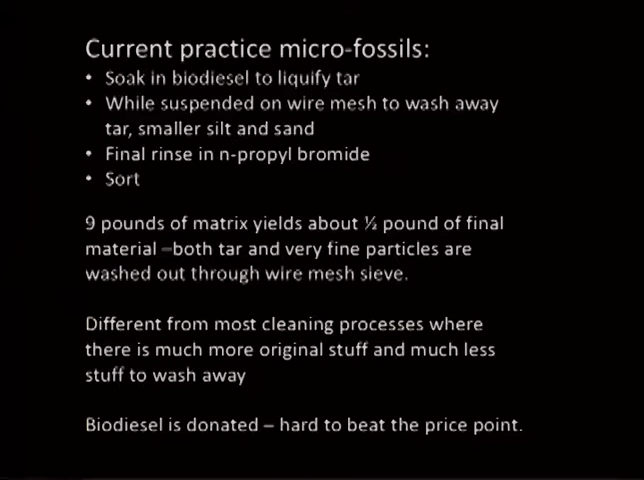 Current practice micro-fossils:
• Soak in biodiesel to liquify tar
• While suspended on wire mesh to wash away
tar, smaller silt and sand
• Final rinse in n-propyl bromide
• Sort
9 pounds of matrix yields about ½ pound of final
material –both tar and very fine particles are
washed out through wire mesh sieve.
Different from most cleaning processes where
there is much more original stuff and much less
stuff to wash away
Biodiesel is donated – hard to beat the price point.